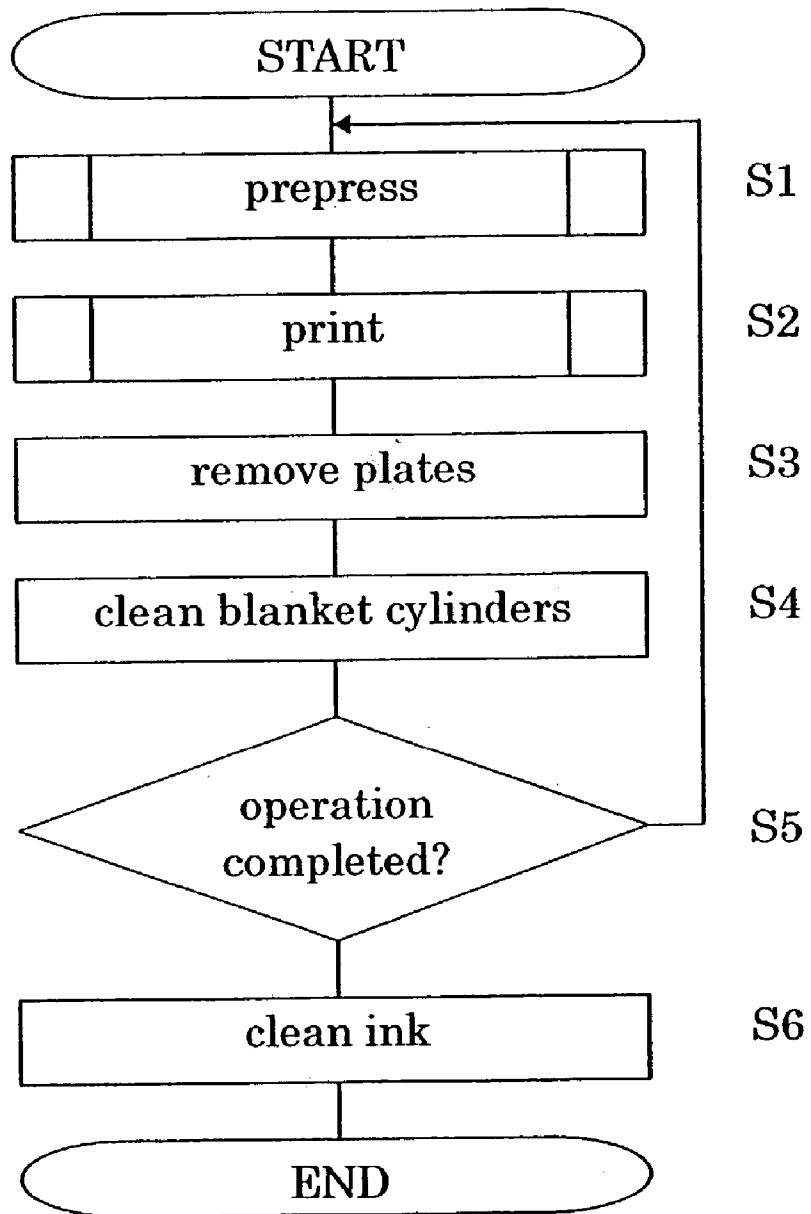 START
prepress
S1
print
S2
remove plates
S3
clean blanket cylinders
S4
operation
completed?
S5
clean ink
S6
END